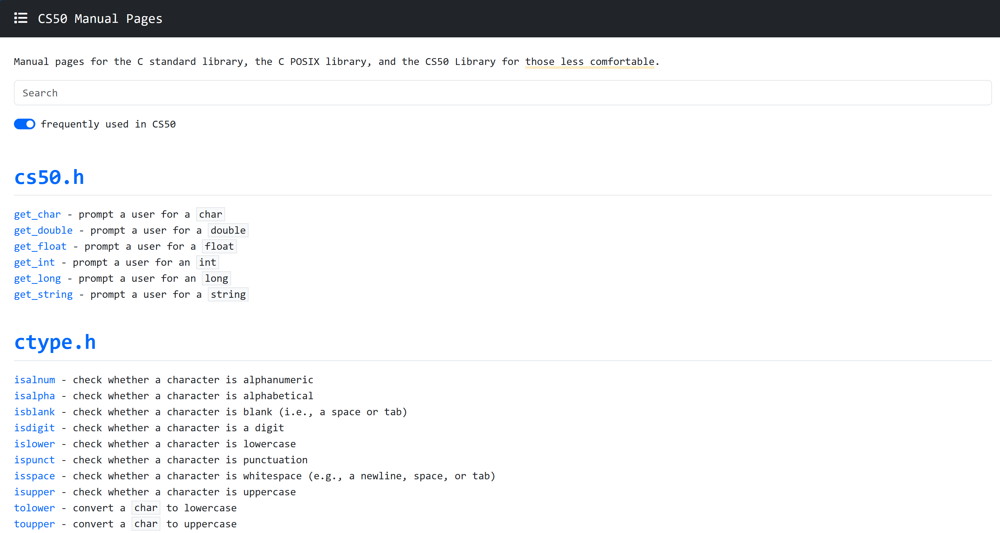 CS50 Manual Pages
Manual pages for the C standard library, the C POSIX library, and the CS50 Library for those less comfortable.
Search
frequently used in CS50
cs50.h
get_char - prompt a user for a char
get_double - prompt a user for a double
get_float - prompt a user for a float
get_int - prompt a user for an int
get_long - prompt a user for an long
get_string - prompt a user for a string
ctype.h
isalnum - check whether a character is alphanumeric
isalpha - check whether a character is alphabetical
isblank - check whether a character is blank (i.e., a space or tab)
isdigit - check whether a character is a digit
islower - check whether a character is lowercase
ispunct - check whether a character is punctuation
isspace - check whether a character is whitespace (e.g., a newline, space, or tab)
isupper - check whether a character is uppercase
tolower - convert a char to lowercase
toupper - convert a char to uppercase